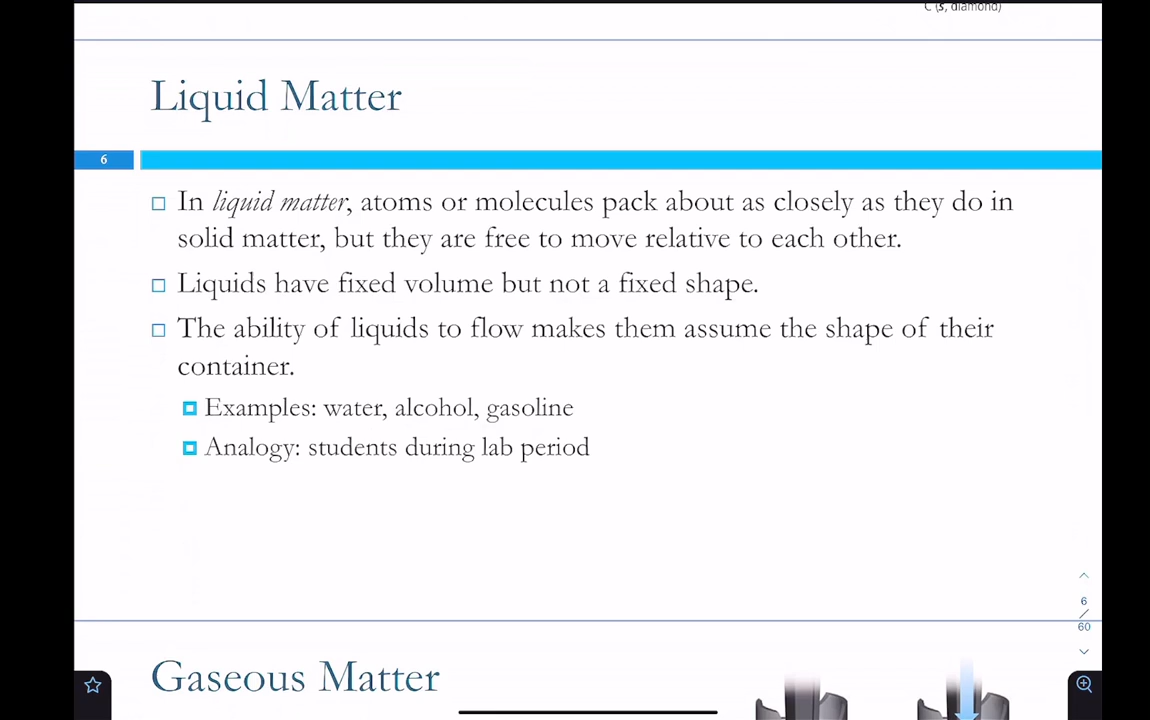 C (s, diamond)
Liquid Matter
6
In liquid matter, atoms or molecules pack about as closely as they do in
solid matter, but they are free to move relative to each other.
Liquids have fixed volume but not a fixed shape.
The ability of liquids to flow makes them assume the shape of their
container.
Examples: water, alcohol, gasoline
Analogy: students during lab period
6
/
60
Gaseous Matter